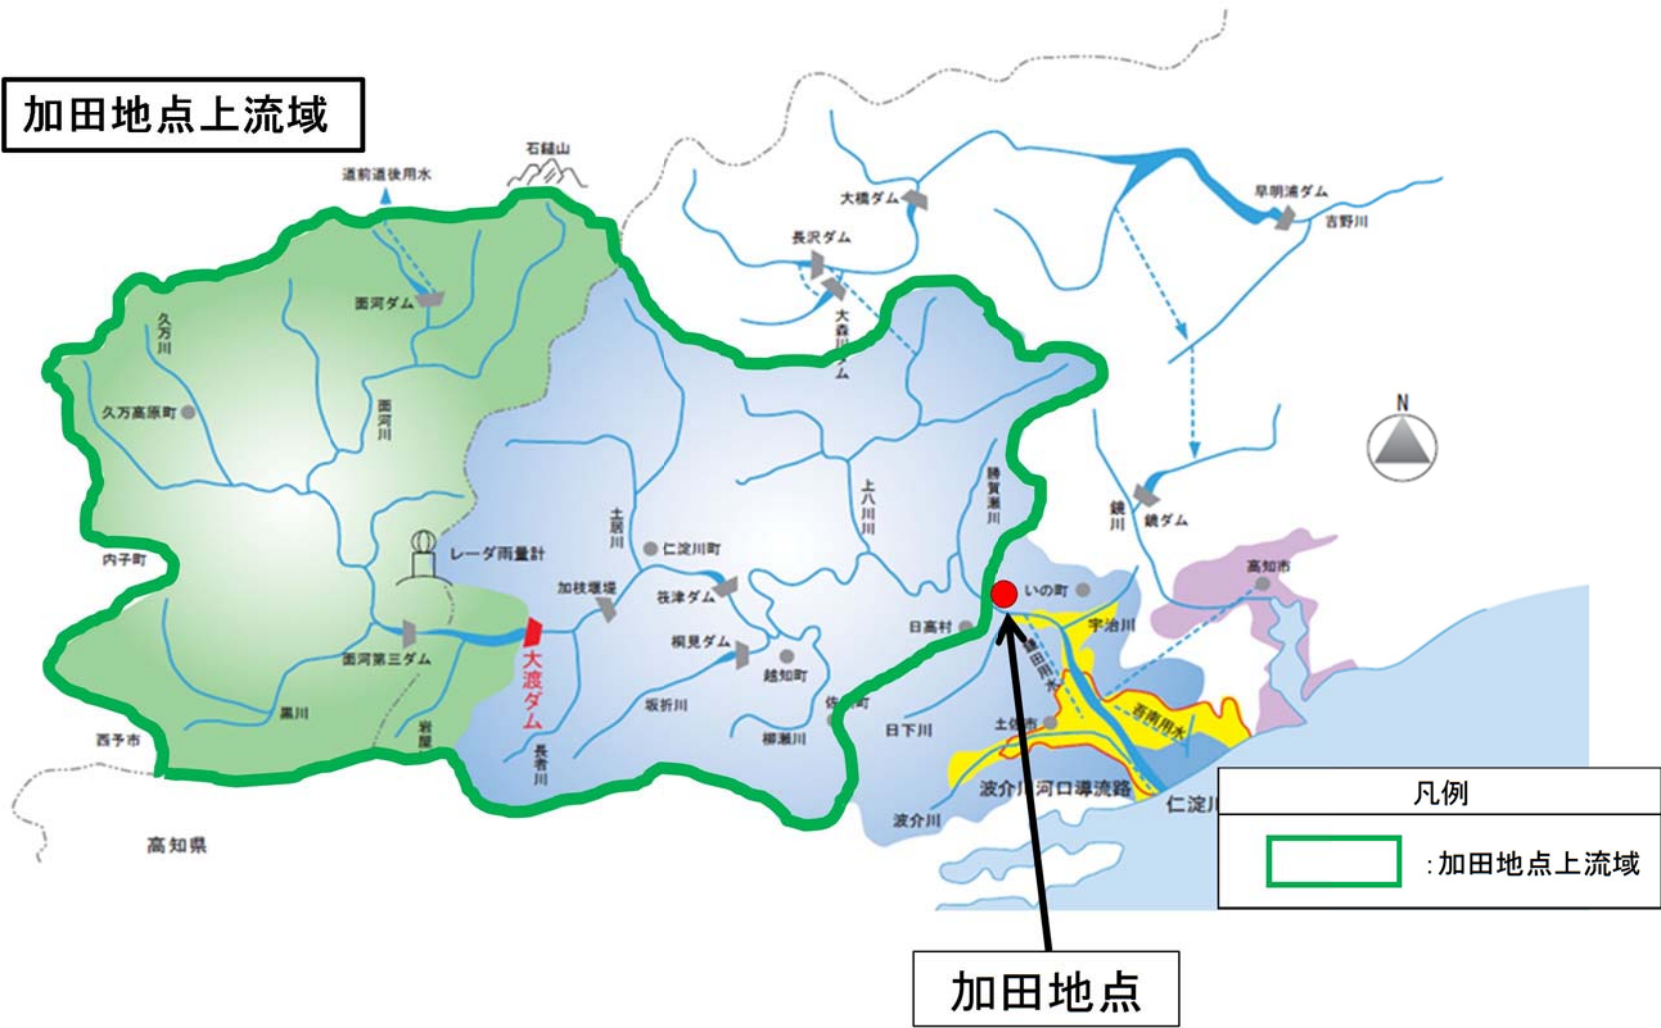 加田地点上流域
石鎚山
道前道後用水
大橋ダム
早明浦ダム
吉野川
長沢ダム
面河ダム
大森川ダム
久万川
久万高原町
面河川
N
勝賀瀬川
上八川川
鏡川
鏡ダム
土居川
仁淀川町
レーダ雨量計
内子町
加枝堰堤
筏津ダム
いの町
高知市
日高村
宇治川
桐見ダム
面河第三ダム
大渡ダム
越知町
鎌田用水
坂折川
佐川町
黒川
岩屋
西予市
柳瀬川
日下川
土佐市
吾南用水
長者川
波介川河口導流路
仁淀川
波介川
高知県
凡例
:加田地点上流域
加田地点